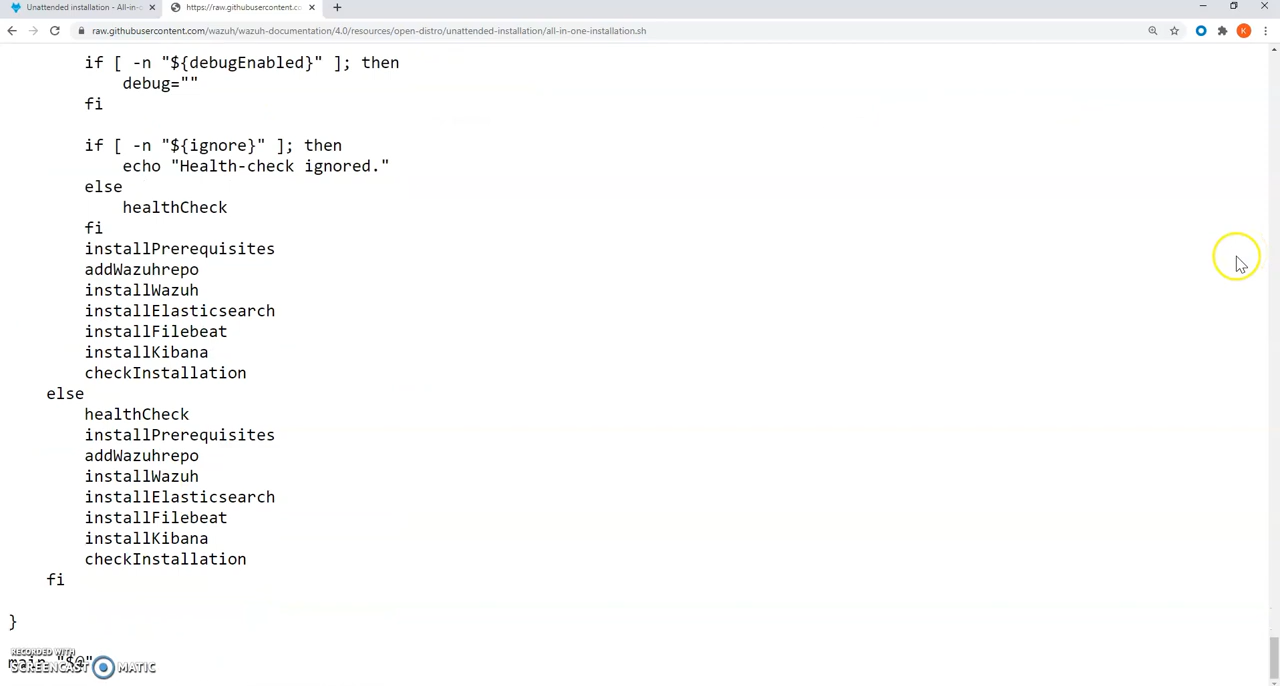 Unattended installation - All-in-o
https://raw.githubusercontent.co
raw.githubusercontent.com/wazuh/wazuh-documentation/4.0/resources/open-distro/unattended-installation/all-in-one-installation.sh
K
if [ -n "${debugEnabled}" ]; then
debug=""
fi
if [ -n "${ignore}" ]; then
echo "Health-check ignored."
else
healthCheck
fi
installPrerequisites
addWazuhrepo
installWazuh
installElasticsearch
installFilebeat
installKibana
checkInstallation
else
healthCheck
installPrerequisites
addWazuhrepo
installWazuh
installElasticsearch
installFilebeat
installKibana
checkInstallation
fi
}
RECORDED WITH
main "$@"
SCREENCAST MATIC